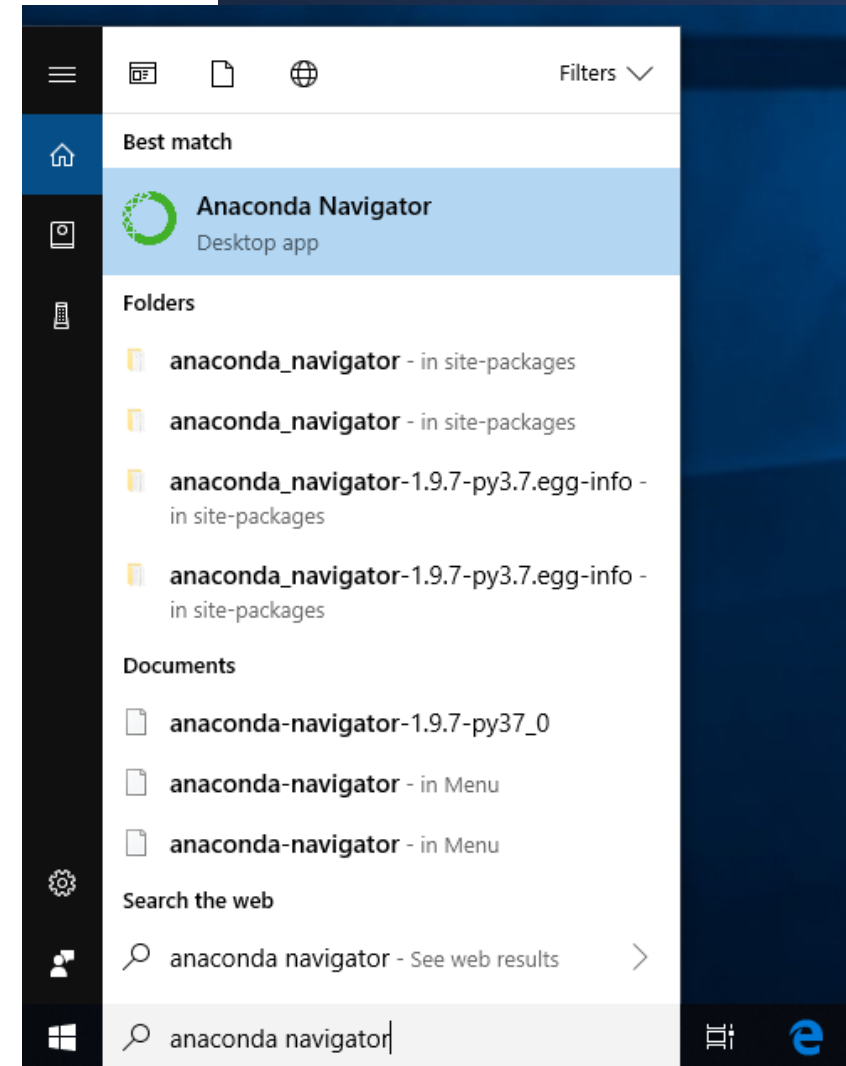 Filters
Best match
Anaconda Navigator
Desktop app
Folders
anaconda_navigator - in site-packages
anaconda_navigator - in site-packages
anaconda_navigator-1.9.7-py3.7.egg-info -
in site-packages
anaconda_navigator-1.9.7-py3.7.egg-info -
in site-packages
Documents
anaconda-navigator-1.9.7-py37_0
anaconda-navigator - in Menu
anaconda-navigator - in Menu
Search the web
anaconda navigator - See web results
anaconda navigator